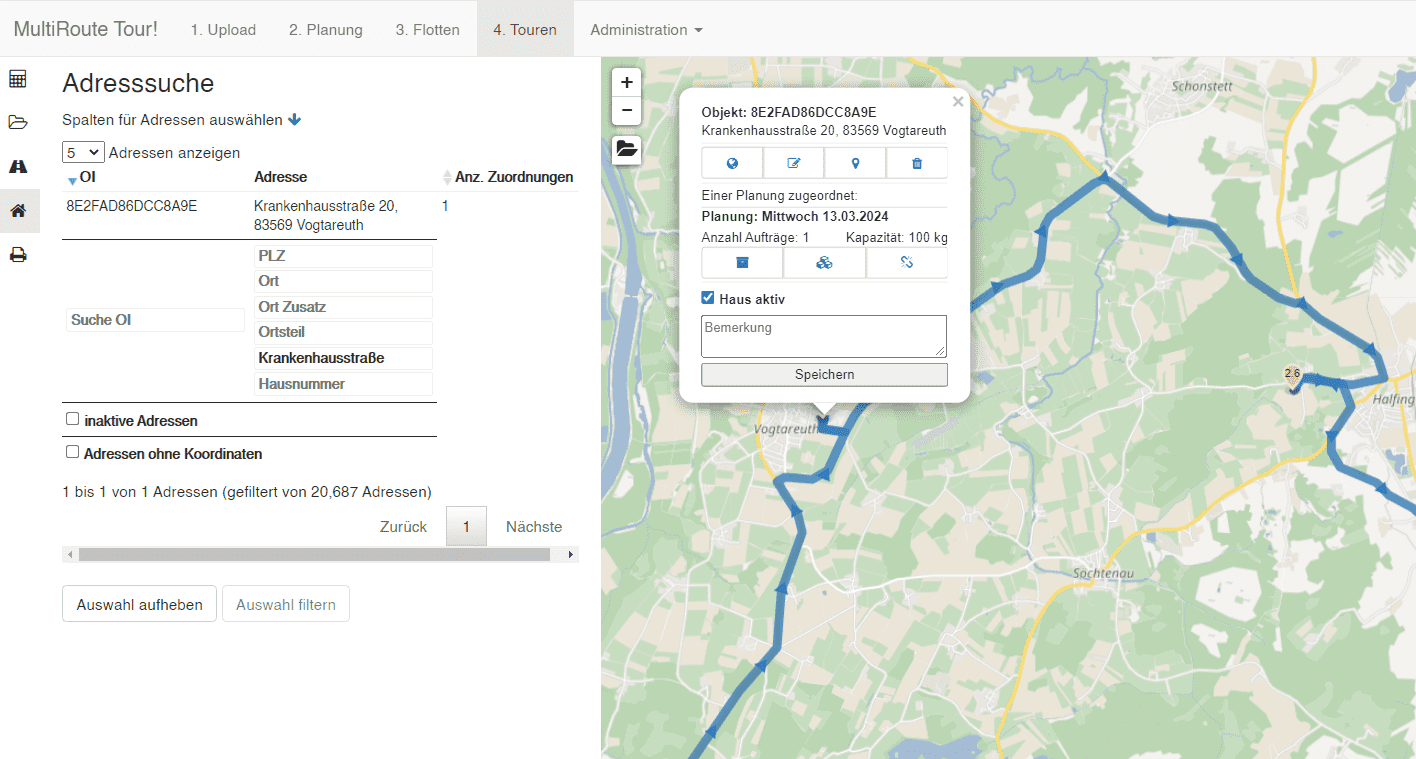 MultiRoute Tour!
1. Upload
2. Planung
3. Flotten
4. Touren
Administration
Adresssuche
Spalten für Adressen auswählen
5 Adressen anzeigen
OI
Adresse
Anz. Zuordnungen
8E2FAD86DCC8A9E
Krankenhausstraße 20,
83569 Vogtareuth
1
Suche OI
PLZ
Ort
Ort Zusatz
Ortsteil
Krankenhausstraße
Hausnummer
inaktive Adressen
Adressen ohne Koordinaten
1 bis 1 von 1 Adressen (gefiltert von 20,687 Adressen)
Zurück
1
Nächste
Auswahl aufheben
Auswahl filtern
+
−
×
Objekt: 8E2FAD86DCC8A9E
Krankenhausstraße 20, 83569 Vogtareuth
Einer Planung zugeordnet:
Planung: Mittwoch 13.03.2024
Anzahl Aufträge: 1 Kapazität: 100 kg
Haus aktiv
Bemerkung
Speichern
Schonstett
2.6
Halfing
Vogtareuth
Söchtenau